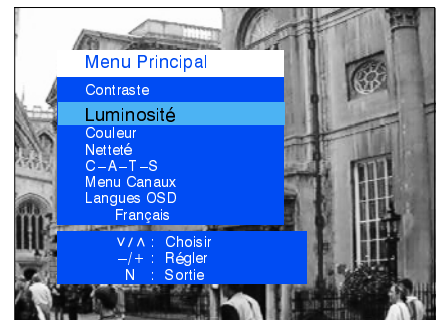 Menu Principal
Contraste
Luminosité
Couleur
Netteté
C–A–T–S
Menu Canaux
Langues OSD
Français
∨/∧ : Choisir
–/+ : Régler
N : Sortie